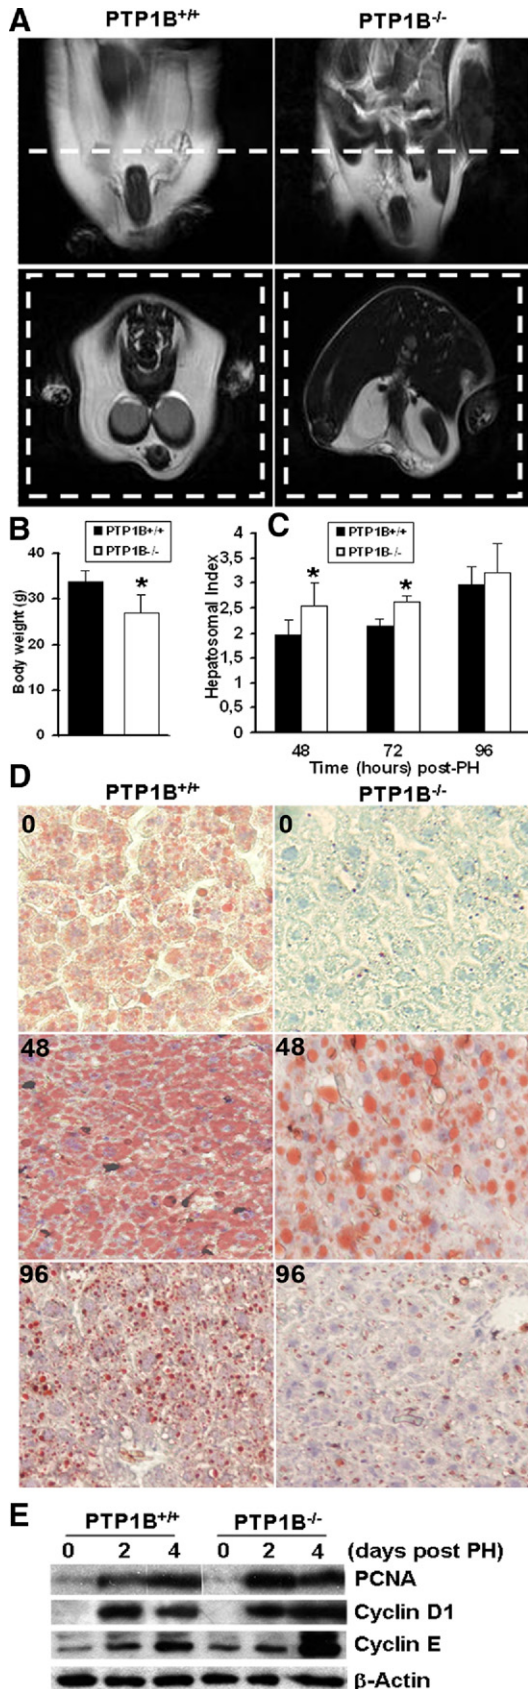 A
PTP1B+/+ PTP1B-/-
B
PTP1B+/+
PTP1B-/-
Body weight (g)
40
30
20
10
0
*
C
PTP1B+/+
PTP1B-/-
Hepatosomal Index
4
3,5
3
2,5
2
1,5
1
0,5
0
* *
48 72 96
Time (hours) post-PH
D
PTP1B+/+ PTP1B-/-
0 0
48 48
96 96
E
PTP1B+/+ PTP1B-/-
0 2 4 0 2 4 (days post PH)
PCNA
Cyclin D1
Cyclin E
β-Actin